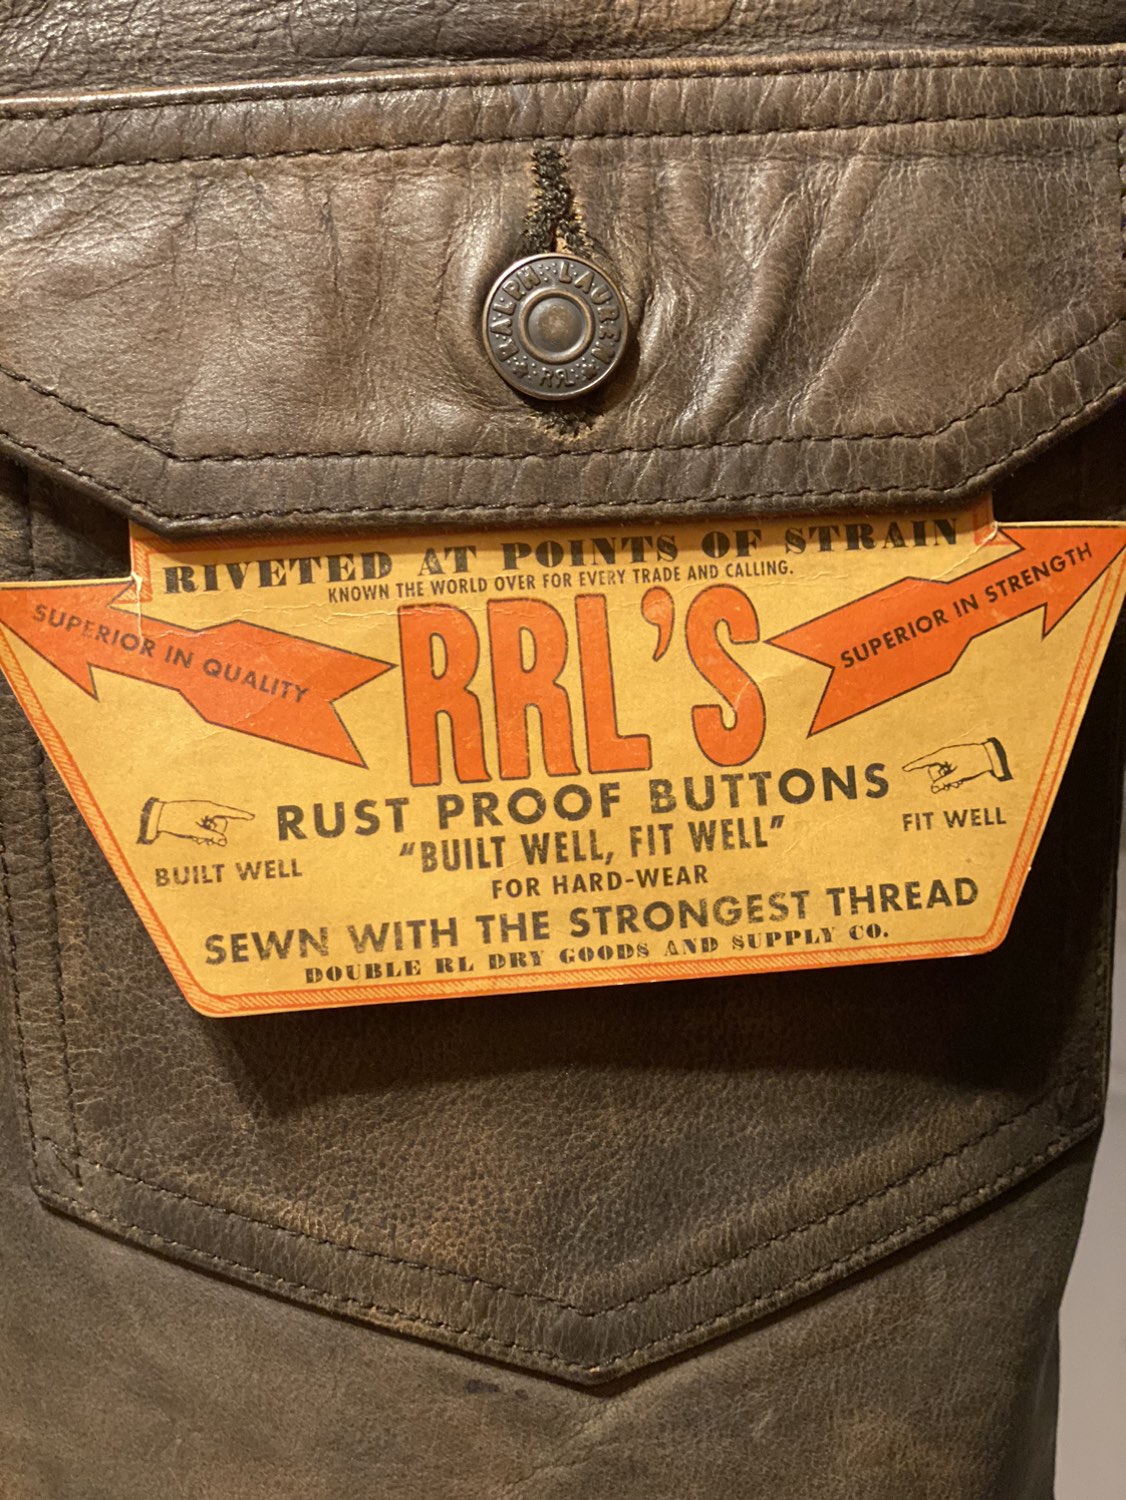 RALPH LAUREN
RRL
RIVETED AT POINTS OF STRAIN
KNOWN THE WORLD OVER FOR EVERY TRADE AND CALLING.
SUPERIOR IN QUALITY
RRL'S
SUPERIOR IN STRENGTH
RUST PROOF BUTTONS
BUILT WELL
"BUILT WELL, FIT WELL"
FIT WELL
FOR HARD-WEAR
SEWN WITH THE STRONGEST THREAD
DOUBLE RL DRY GOODS AND SUPPLY CO.